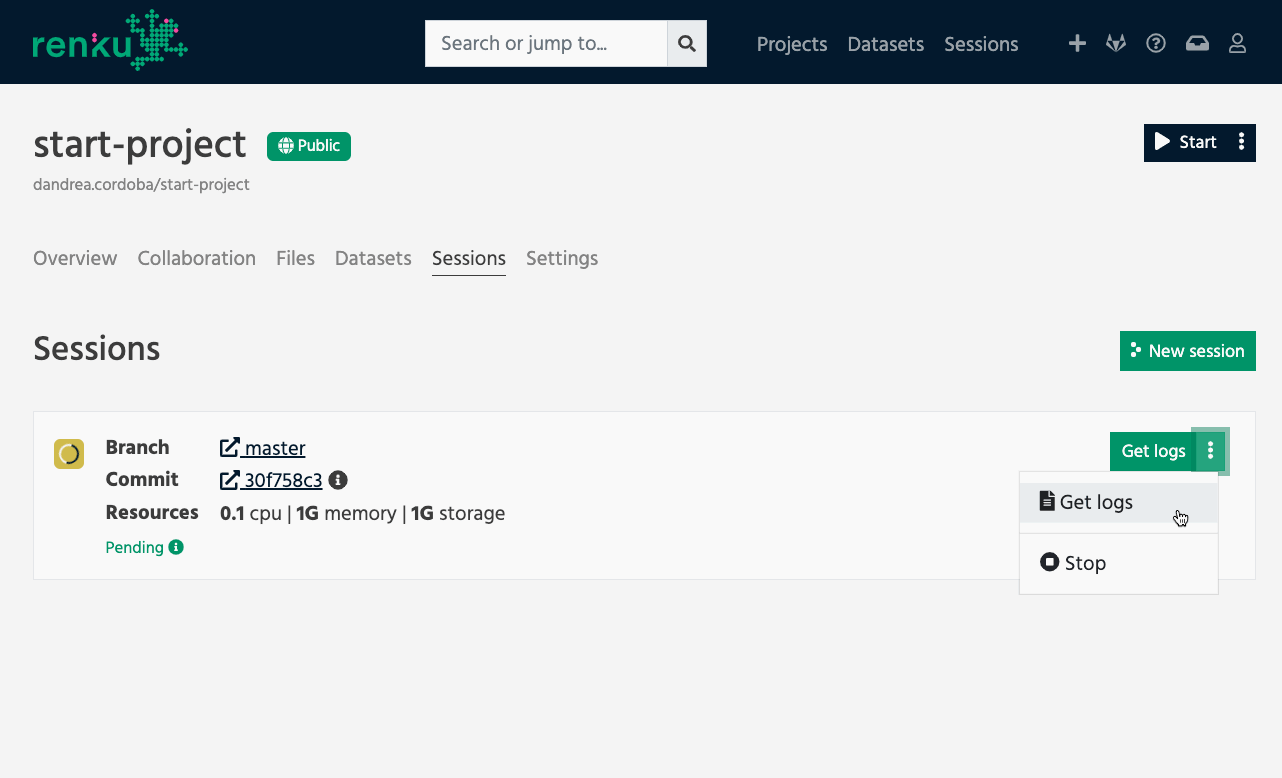 renku
Search or jump to...
Projects Datasets Sessions
start-project Public
Start
dandrea.cordoba/start-project
Overview Collaboration Files Datasets Sessions Settings
Sessions
New session
Branch master
Get logs
Commit 30f758c3
Get logs
Resources 0.1 cpu | 1G memory | 1G storage
Pending
Stop